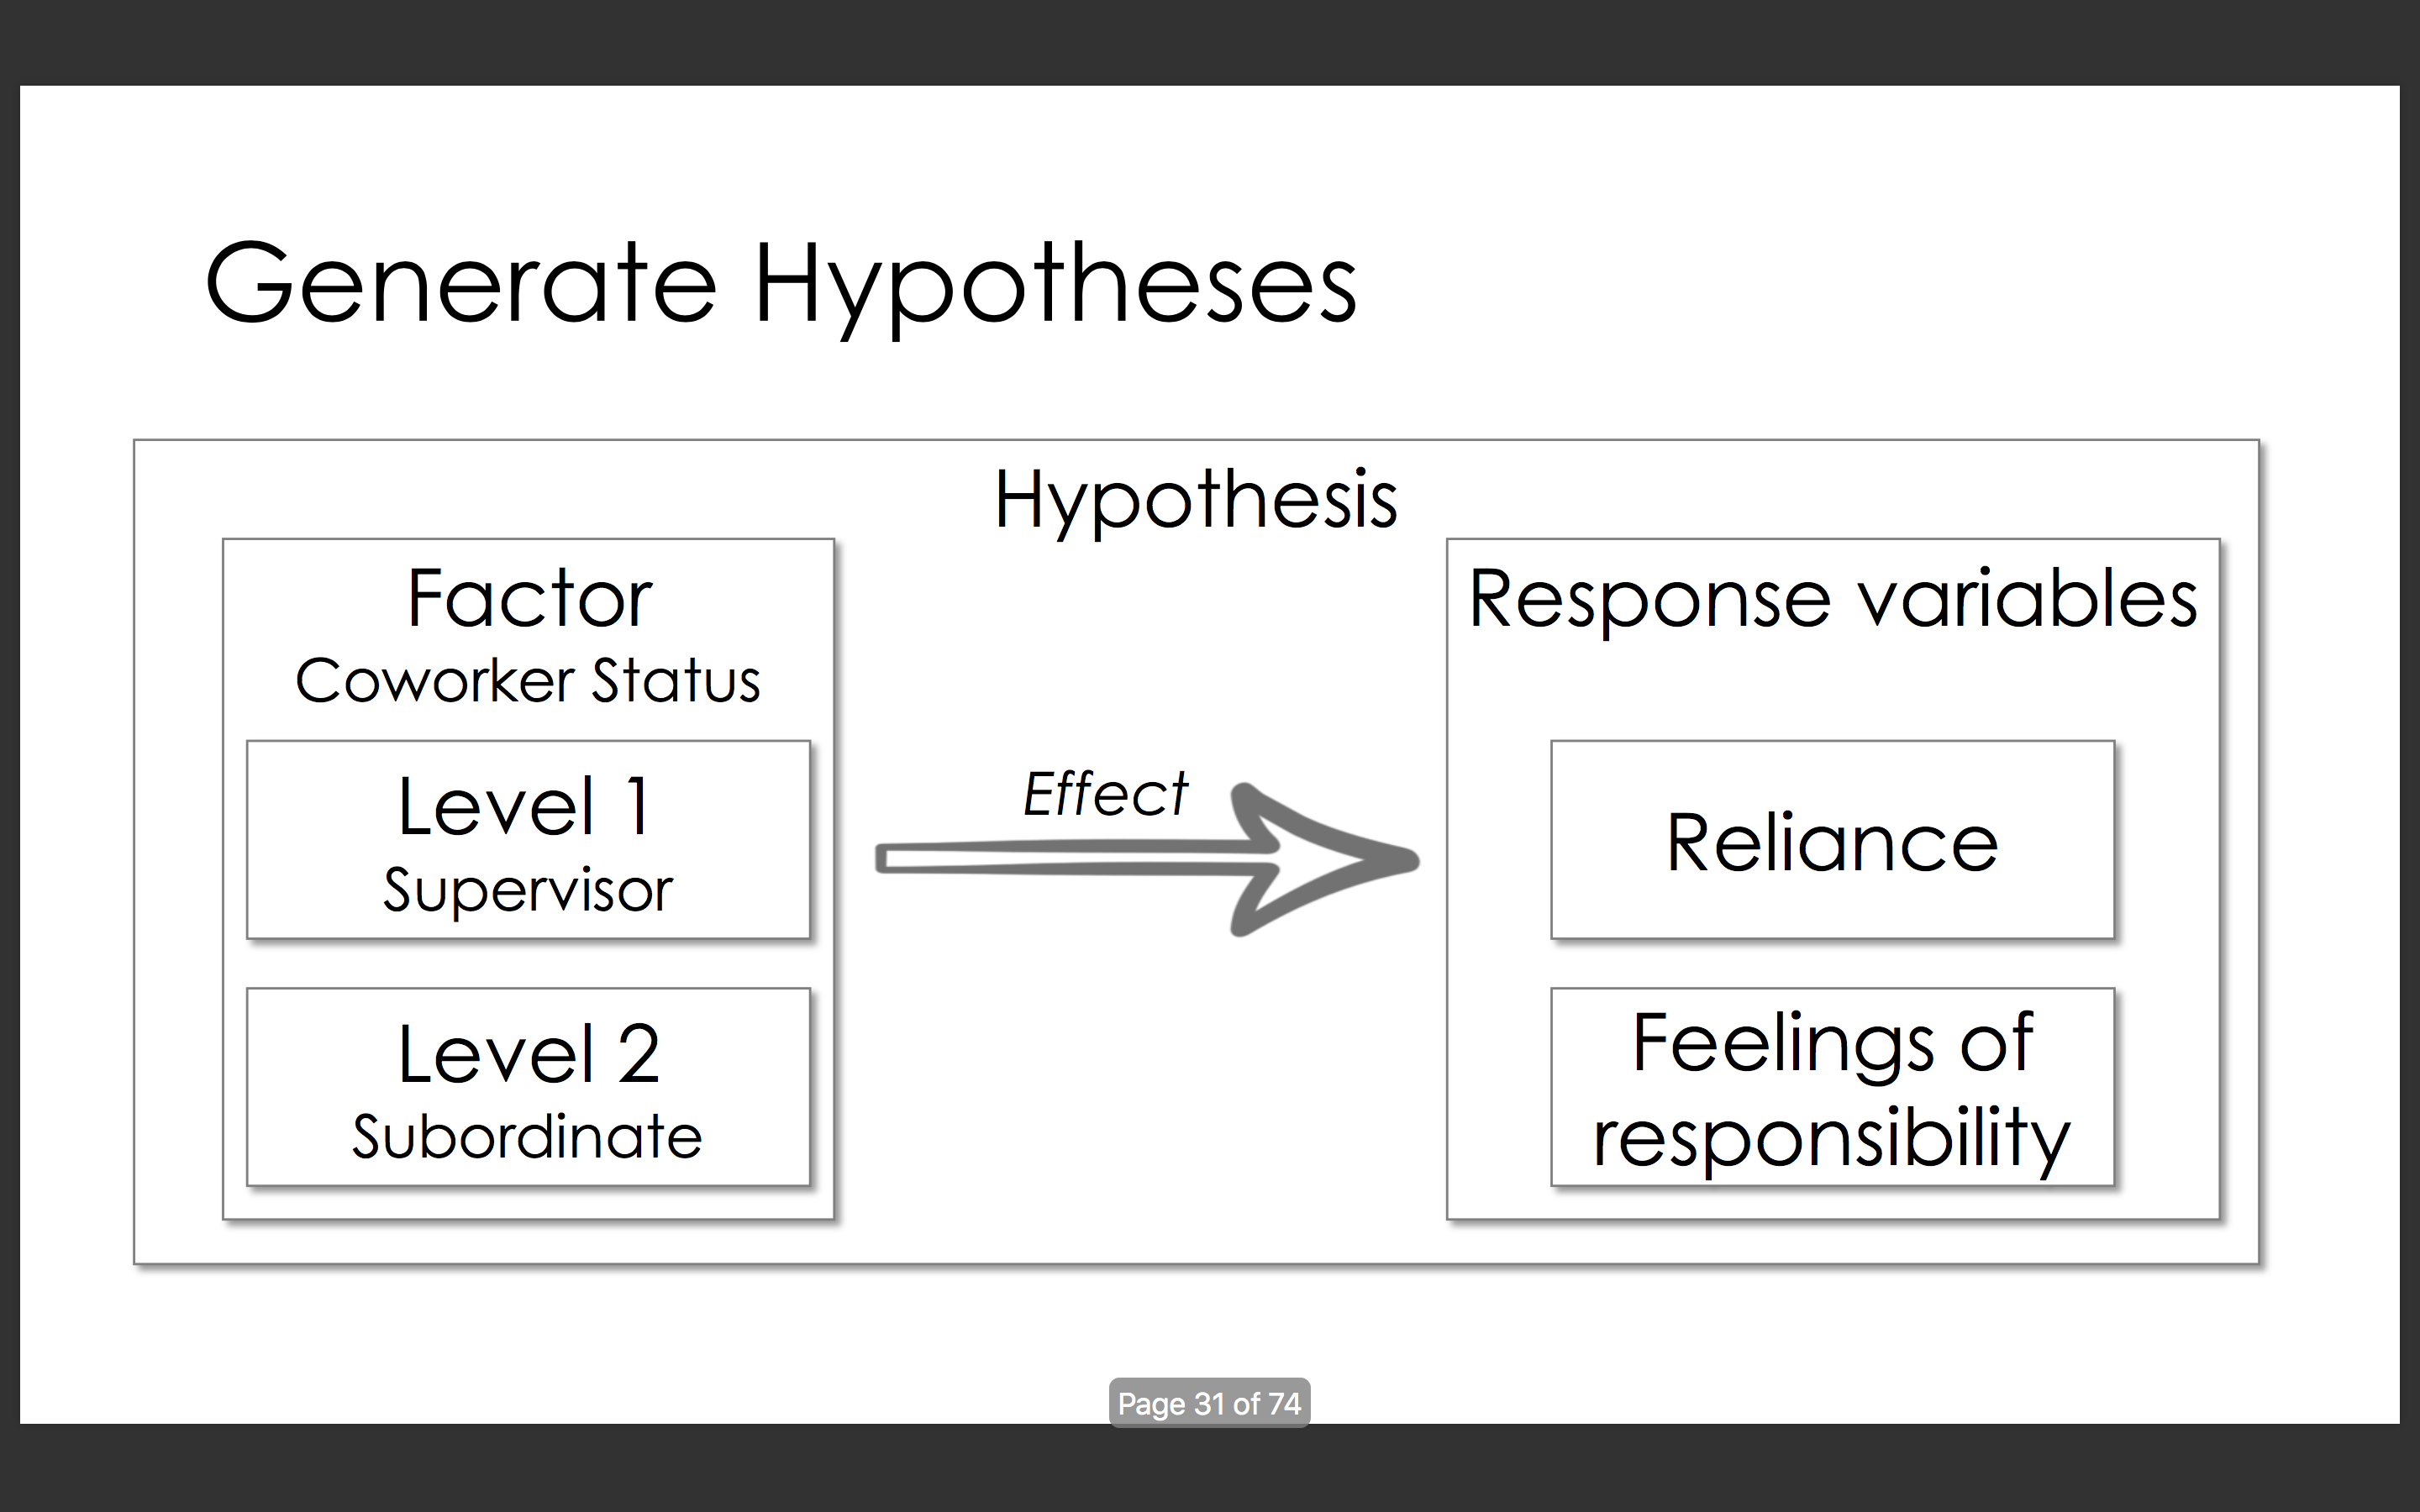 Generate Hypotheses
Hypothesis
Factor
Coworker Status
Level 1
Supervisor
Level 2
Subordinate
Effect
Response variables
Reliance
Feelings of
responsibility
Page 31 of 74